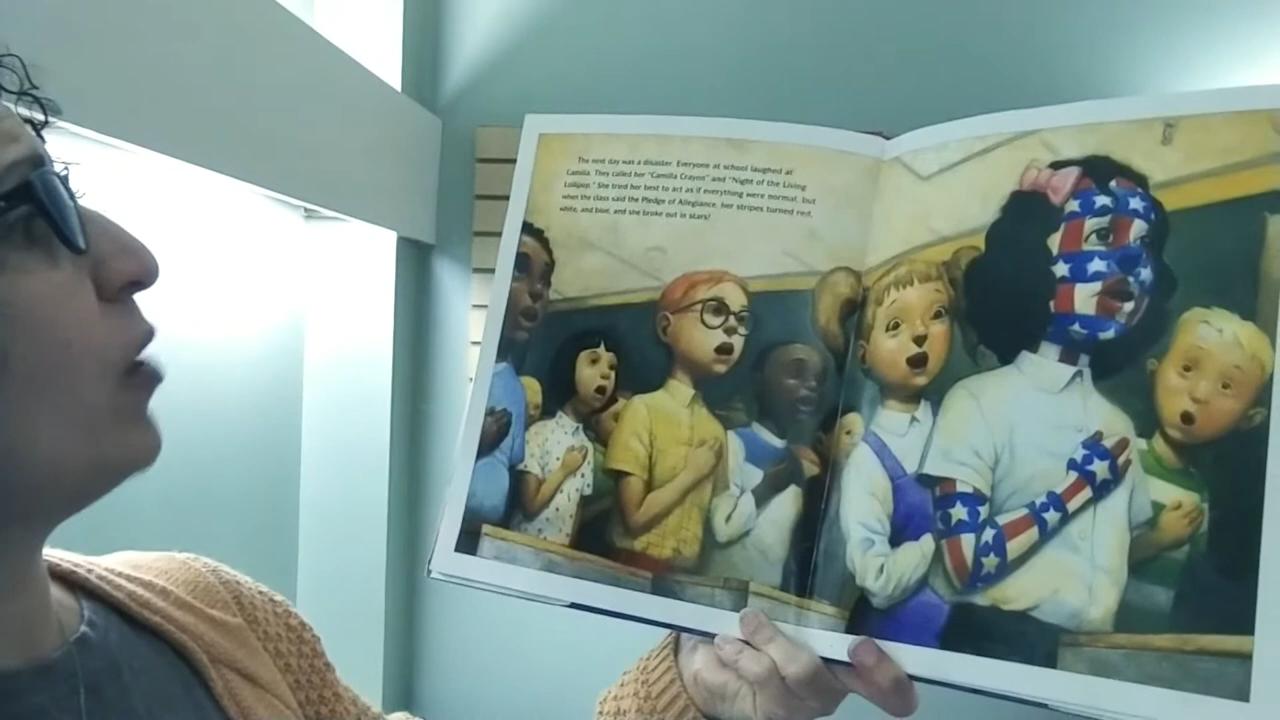 The next day was a disaster. Everyone at school laughed at
Camilla. They called her "Camilla Crayon" and "Night of the Living
Lollipop." She tried her best to act as if everything were normal, but
when the class said the Pledge of Allegiance, her stripes turned red,
white, and blue, and she broke out in stars!